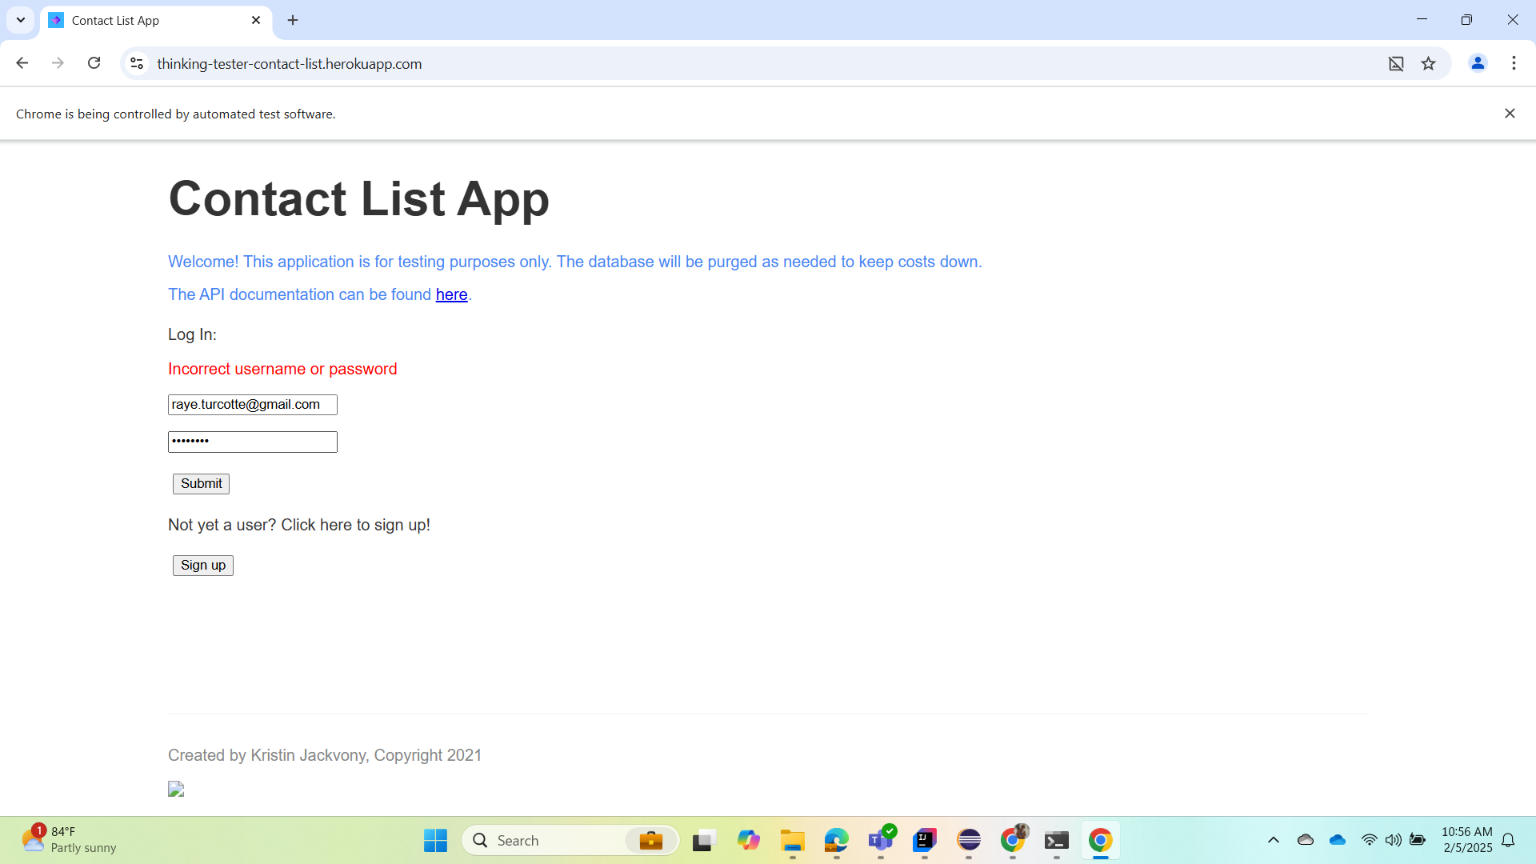 Contact List App
thinking-tester-contact-list.herokuapp.com
Chrome is being controlled by automated test software.
Contact List App
Welcome! This application is for testing purposes only. The database will be purged as needed to keep costs down.
The API documentation can be found here.
Log In:
Incorrect username or password
raye.turcotte@gmail.com
••••••••
Submit
Not yet a user? Click here to sign up!
Sign up
Created by Kristin Jackvony, Copyright 2021
1
84°F
Partly sunny
Search
10:56 AM
2/5/2025